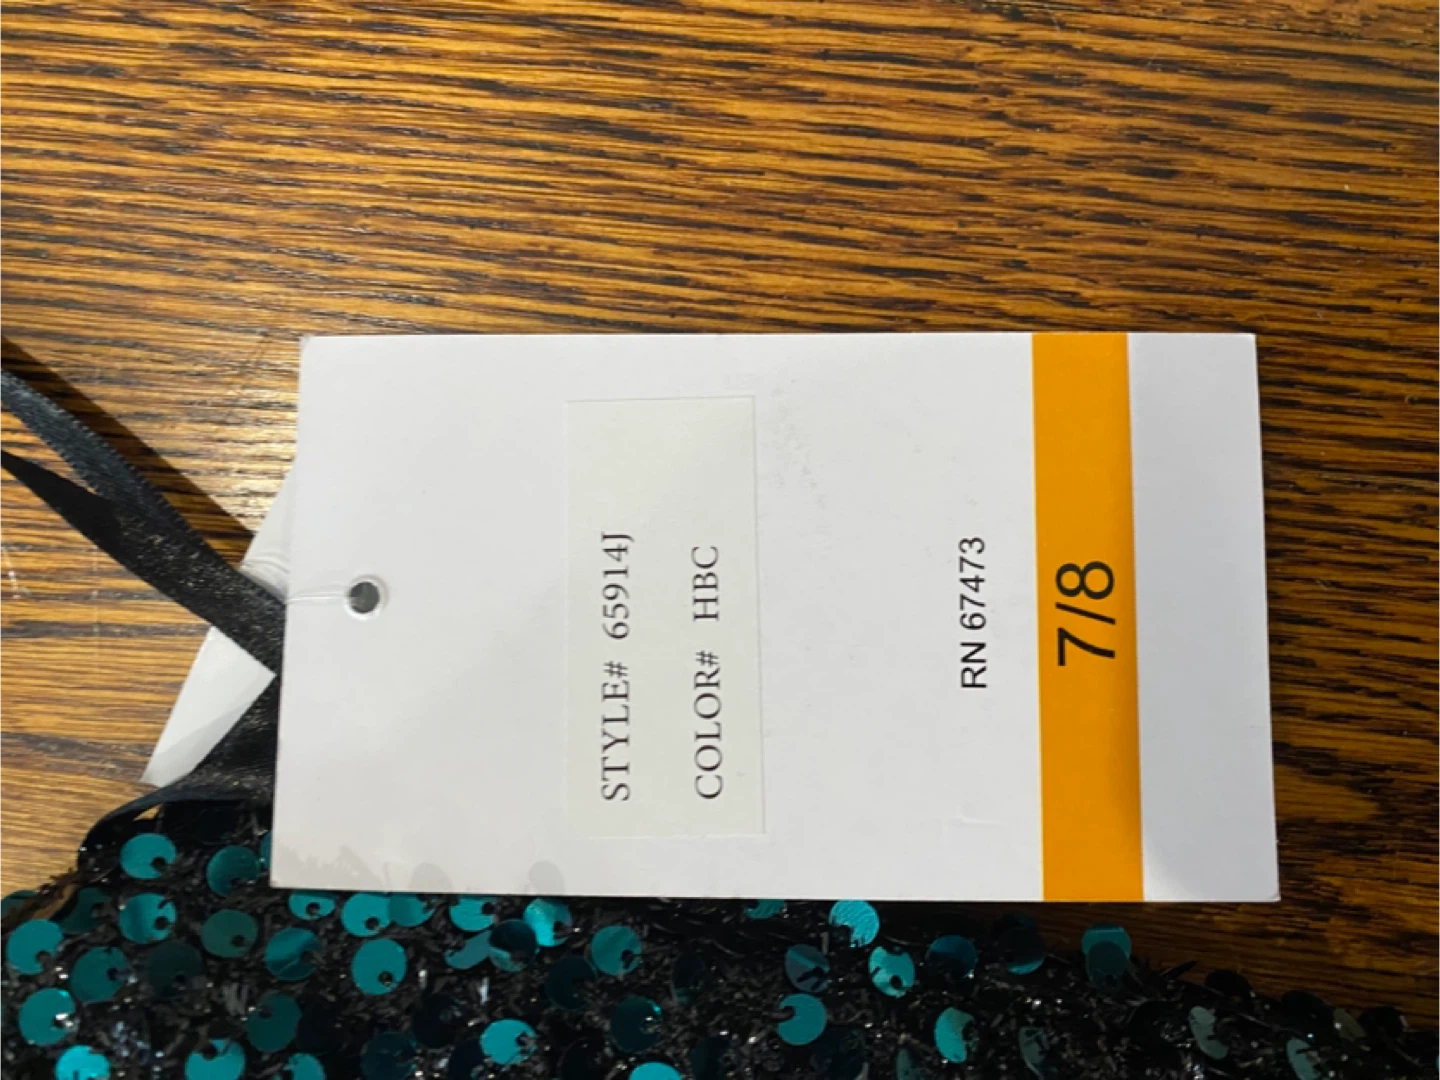 STYLE# 65914J
COLOR# HBC
RN 67473
7/8